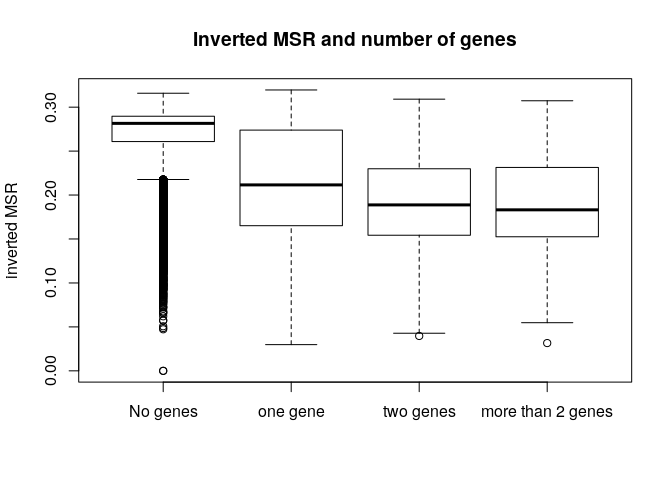 Inverted MSR and number of genes
Inverted MSR
0.30
0.20
0.10
0.00
No genes
one gene
two genes
more than 2 genes